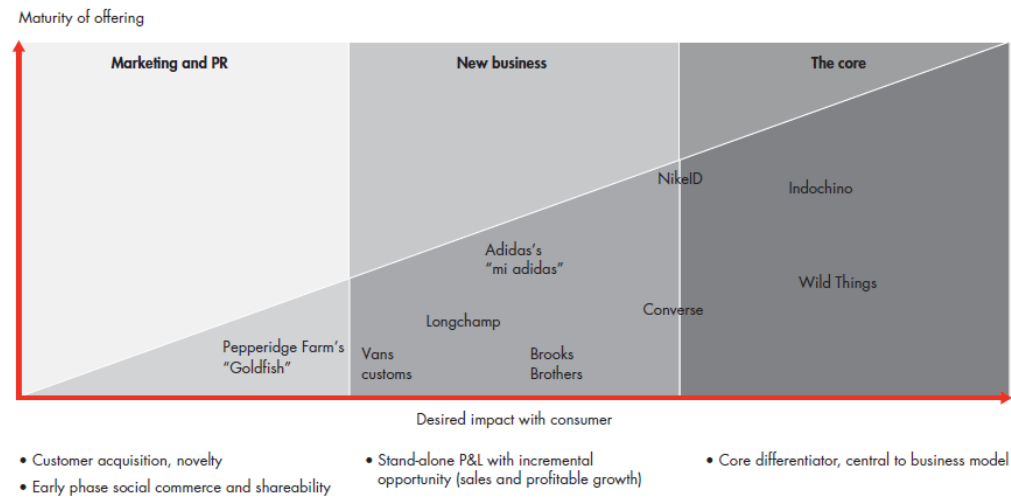 Maturity of offering
Marketing and PR
New business
The core
NikeID
Indochino
Adidas's
"mi adidas"
Wild Things
Converse
Longchamp
Pepperidge Farm's
"Goldfish"
Vans
customs
Brooks
Brothers
Desired impact with consumer
• Customer acquisition, novelty
• Early phase social commerce and shareability
• Stand-alone P&L with incremental
opportunity (sales and profitable growth)
• Core differentiator, central to business model